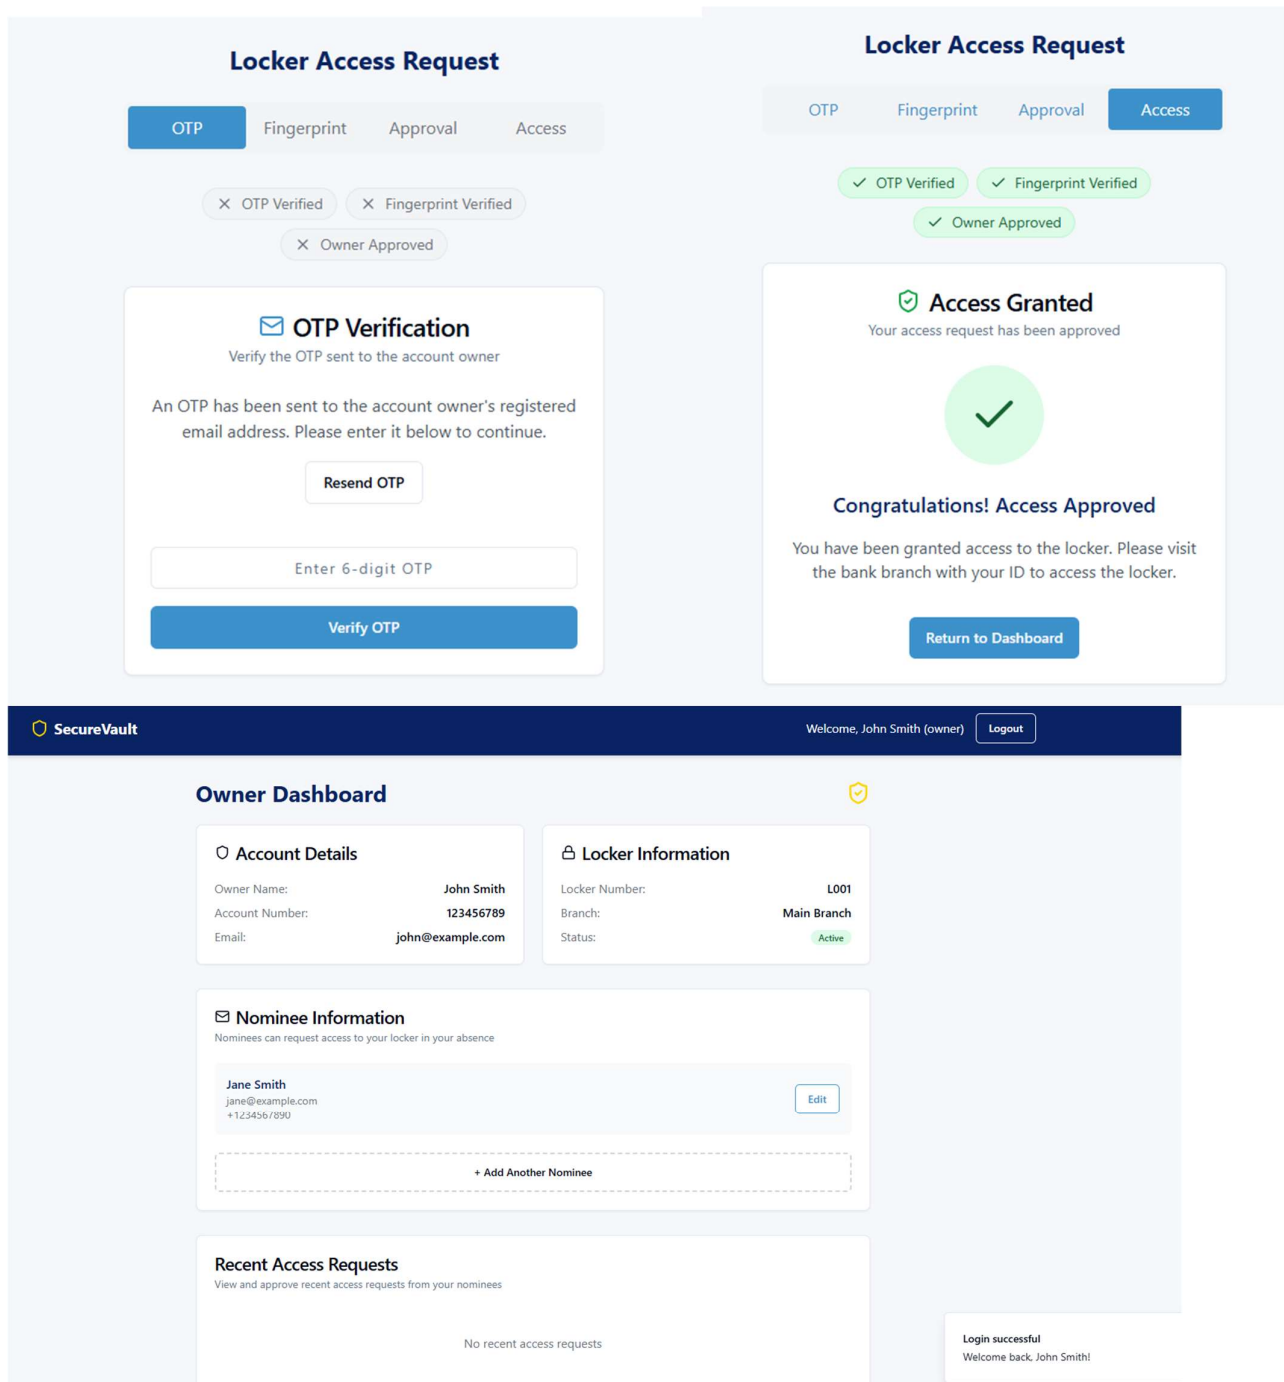 Locker Access Request
OTP Fingerprint Approval Access
OTP Verified Fingerprint Verified
Owner Approved
OTP Verification
Verify the OTP sent to the account owner
An OTP has been sent to the account owner's registered
email address. Please enter it below to continue.
Resend OTP
Enter 6-digit OTP
Verify OTP
Locker Access Request
OTP Fingerprint Approval Access
OTP Verified Fingerprint Verified
Owner Approved
Access Granted
Your access request has been approved
Congratulations! Access Approved
You have been granted access to the locker. Please visit
the bank branch with your ID to access the locker.
Return to Dashboard
SecureVault Welcome, John Smith (owner) Logout
Owner Dashboard
Account Details
Owner Name: John Smith
Account Number: 123456789
Email: john@example.com
Locker Information
Locker Number: L001
Branch: Main Branch
Status: Active
Nominee Information
Nominees can request access to your locker in your absence
Jane Smith
jane@example.com
+1234567890
Edit
+ Add Another Nominee
Recent Access Requests
View and approve recent access requests from your nominees
No recent access requests
Login successful
Welcome back, John Smith!